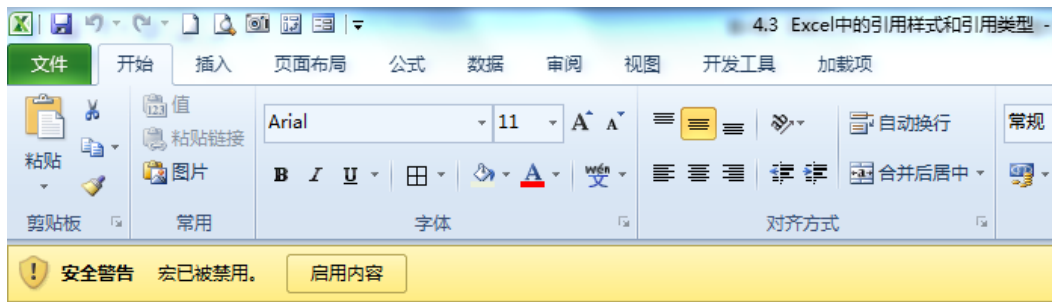 4.3 Excel中的引用样式和引用类型 -
文件 开始 插入 页面布局 公式 数据 审阅 视图 开发工具 加载项
值
Arial 11 A A 自动换行 常规
粘贴链接
粘贴 图片 B I U A wén 文 合并后居中
剪贴板 常用 字体 对齐方式
安全警告 宏已被禁用。 启用内容